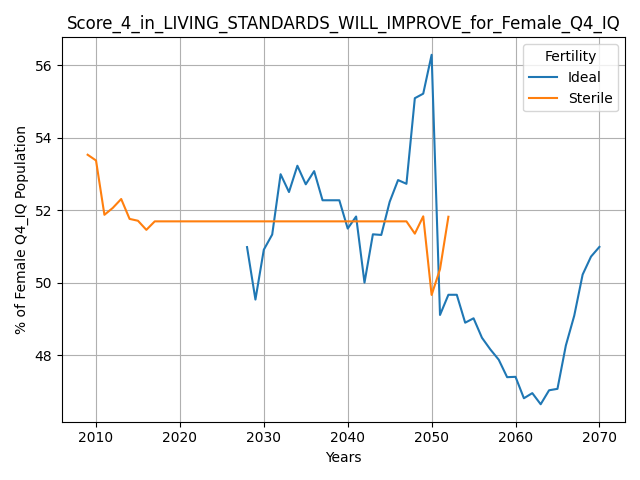 Score_4_in_LIVING_STANDARDS_WILL_IMPROVE_for_Female_Q4_IQ
Fertility
Ideal
Sterile
% of Female Q4_IQ Population
56
54
52
50
48
2010 2020 2030 2040 2050 2060 2070
Years